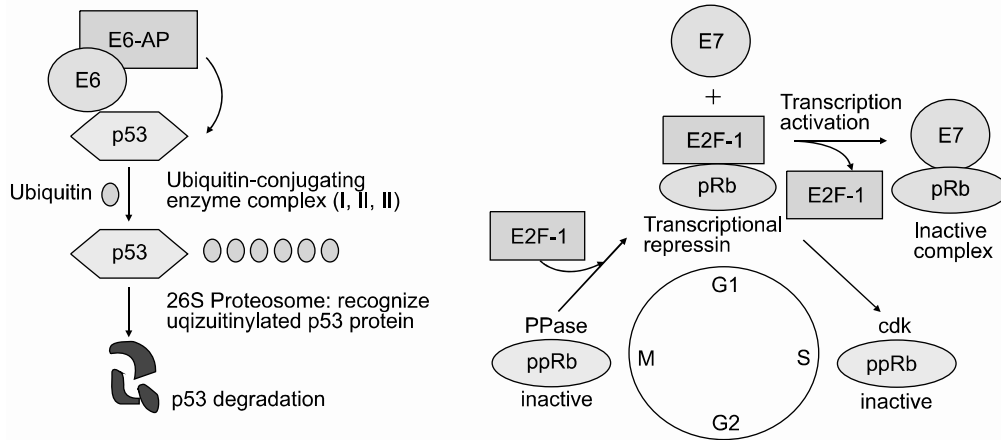 E6-AP
E6
p53
Ubiquitin
Ubiquitin-conjugating
enzyme complex (I, II, II)
p53
26S Proteosome: recognize
uqizuitinylated p53 protein
p53 degradation
E7
+
E2F-1
pRb
Transcription
activation
E7
pRb
E2F-1
Inactive
complex
Transcriptional
repressin
E2F-1
PPase
ppRb
inactive
G1
M
S
G2
cdk
ppRb
inactive